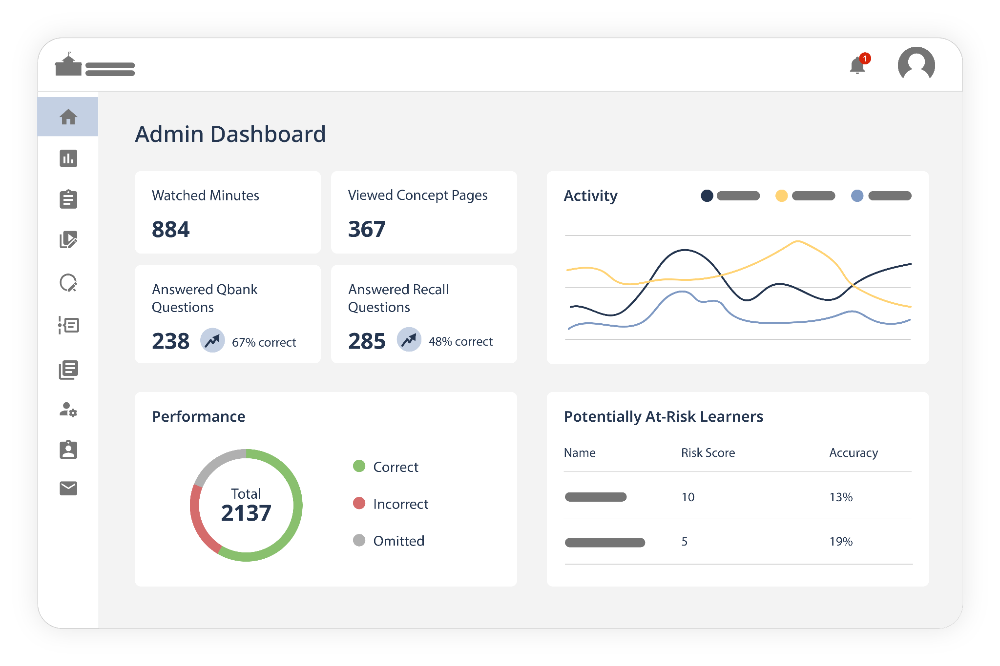 1
Admin Dashboard
Watched Minutes
884
Viewed Concept Pages
367
Answered Qbank
Questions
238
67% correct
Answered Recall
Questions
285
48% correct
Activity
Performance
Total
2137
Correct
Incorrect
Omitted
Potentially At-Risk Learners
Name Risk Score Accuracy
10 13%
5 19%